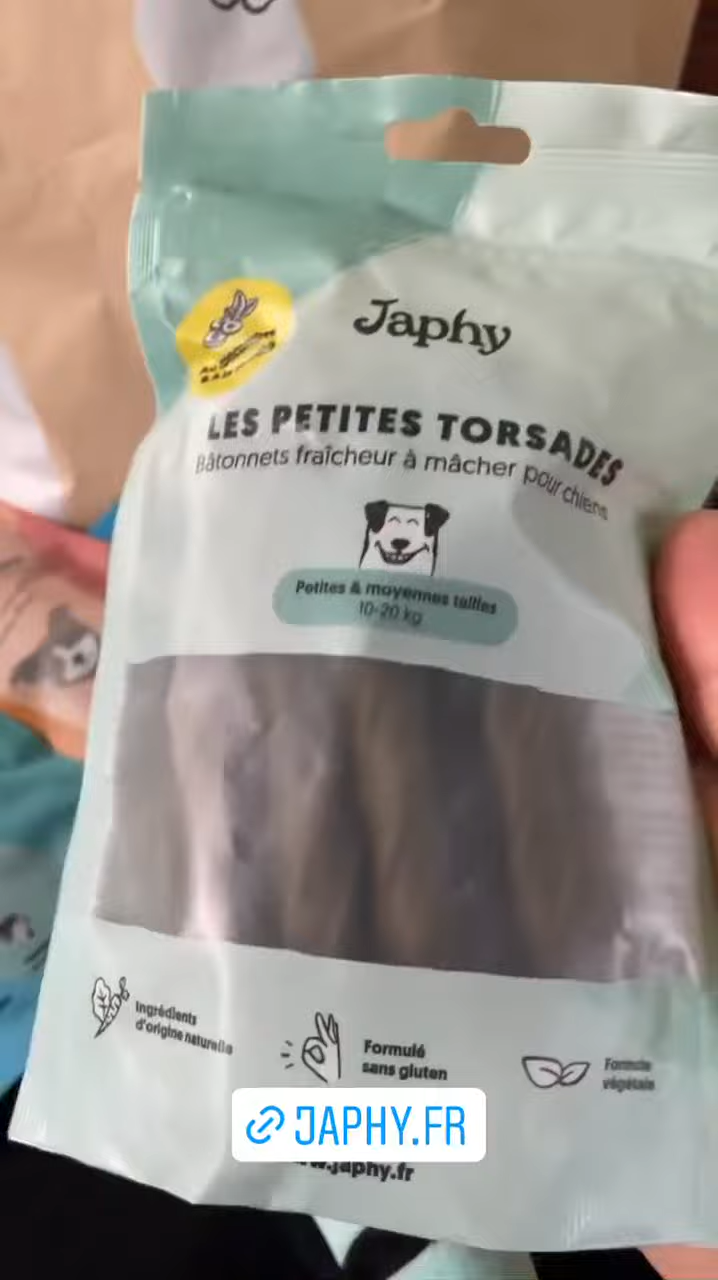 Japhy
LES PETITES TORSADES
Bâtonnets fraîcheur à mâcher pour chiens
Petites & moyennes tailles
10-20 kg
Ingrédients
d'origine naturelle
Formulé
sans gluten
Formule
végétale
JAPHY.FR
.japhy.fr